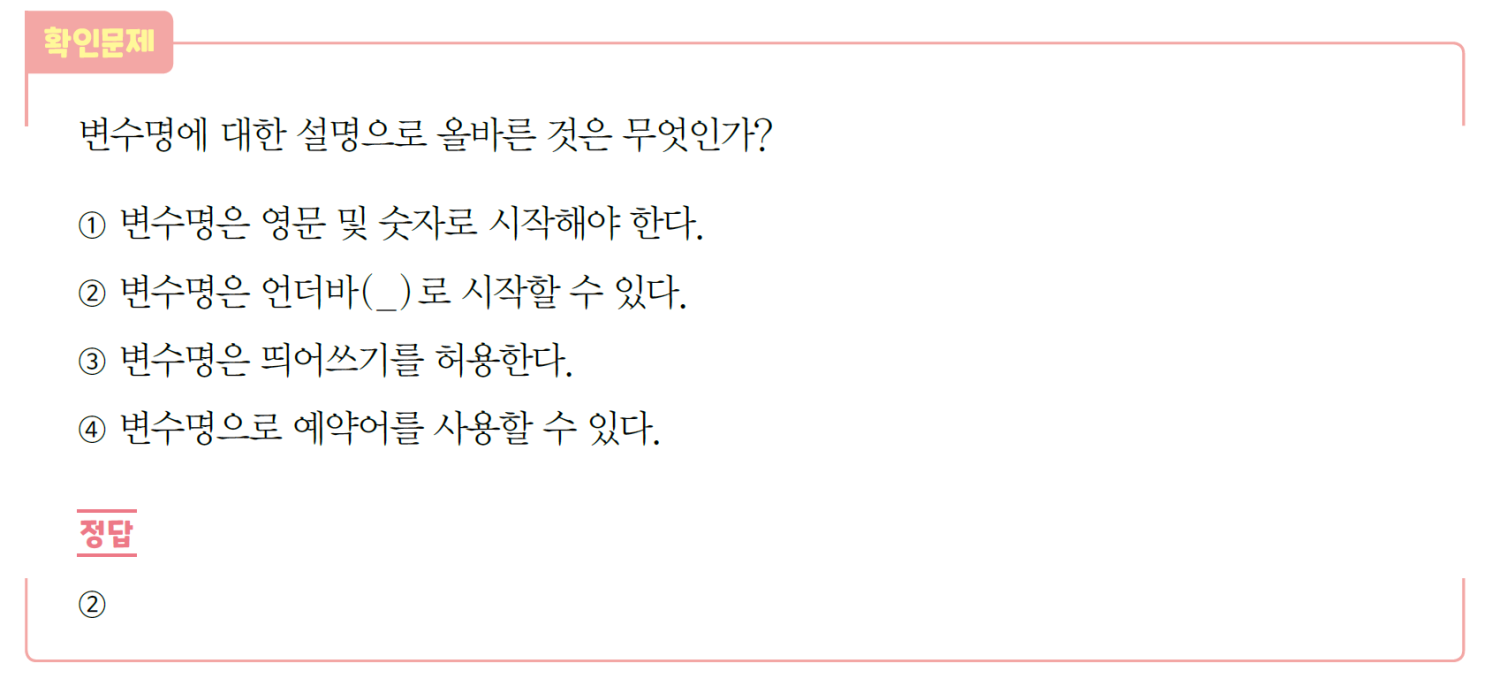 확인문제
변수명에 대한 설명으로 올바른 것은 무엇인가?
① 변수명은 영문 및 숫자로 시작해야 한다.
② 변수명은 언더바(_)로 시작할 수 있다.
③ 변수명은 띄어쓰기를 허용한다.
④ 변수명으로 예약어를 사용할 수 있다.
정답
②